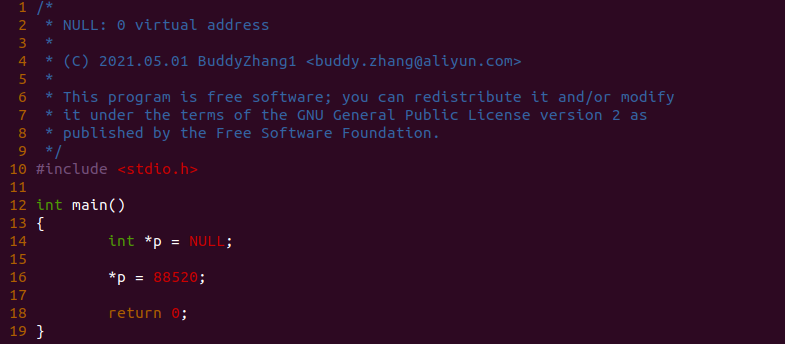 1 /*
2  * NULL: 0 virtual address
3  *
4  * (C) 2021.05.01 BuddyZhang1 <buddy.zhang@aliyun.com>
5  *
6  * This program is free software; you can redistribute it and/or modify
7  * it under the terms of the GNU General Public License version 2 as
8  * published by the Free Software Foundation.
9  */
10 #include <stdio.h>
11
12 int main()
13 {
14         int *p = NULL;
15
16         *p = 88520;
17
18         return 0;
19 }